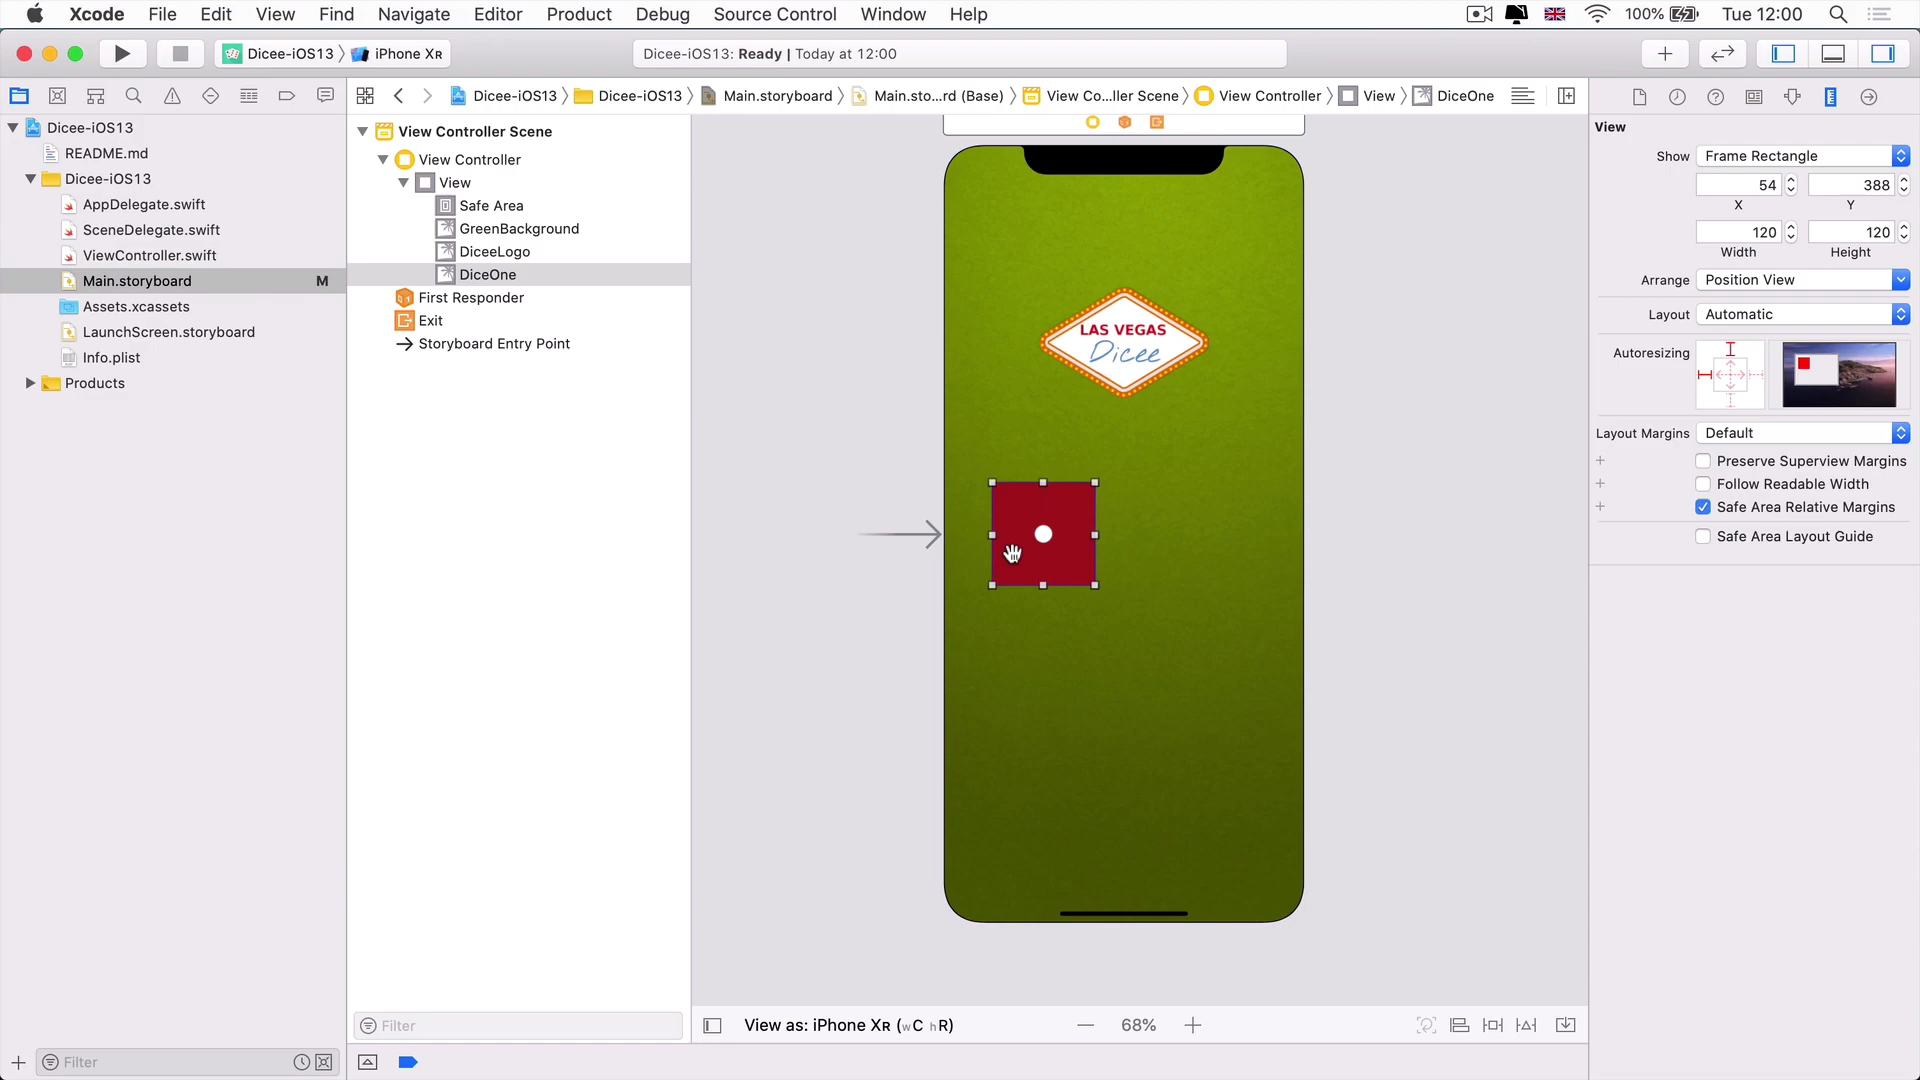 Xcode File Edit View Find Navigate Editor Product Debug Source Control Window Help 100% Tue 12:00
Dicee-iOS13 iPhone XR Dicee-iOS13: Ready | Today at 12:00
Dicee-iOS13 Dicee-iOS13 Main.storyboard Main.sto...rd (Base) View Co...ller Scene View Controller View DiceOne
Dicee-iOS13
README.md
Dicee-iOS13
AppDelegate.swift
SceneDelegate.swift
ViewController.swift
Main.storyboard M
Assets.xcassets
LaunchScreen.storyboard
Info.plist
Products
Filter
View Controller Scene
View Controller
View
Safe Area
GreenBackground
DiceeLogo
DiceOne
First Responder
Exit
Storyboard Entry Point
Filter
LAS VEGAS
Dicee
View as: iPhone XR (wC hR) 68%
View
Show Frame Rectangle
54 388
X Y
120 120
Width Height
Arrange Position View
Layout Automatic
Autoresizing
Layout Margins Default
Preserve Superview Margins
Follow Readable Width
Safe Area Relative Margins
Safe Area Layout Guide